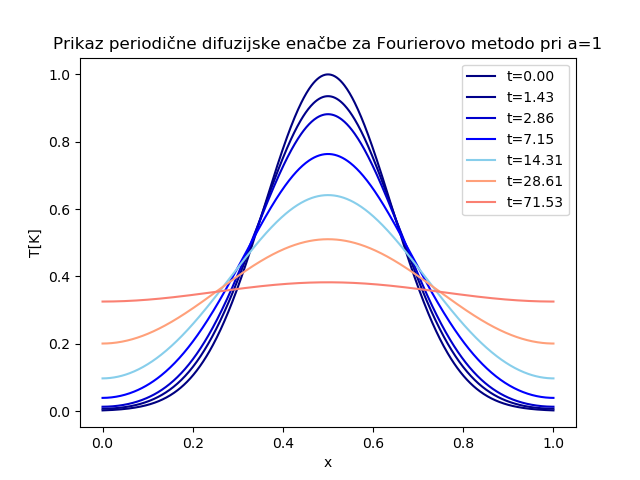 Prikaz periodične difuzijske enačbe za Fourierovo metodo pri a=1
T[K]
1.0
0.8
0.6
0.4
0.2
0.0
t=0.00
t=1.43
t=2.86
t=7.15
t=14.31
t=28.61
t=71.53
0.0 0.2 0.4 0.6 0.8 1.0
x